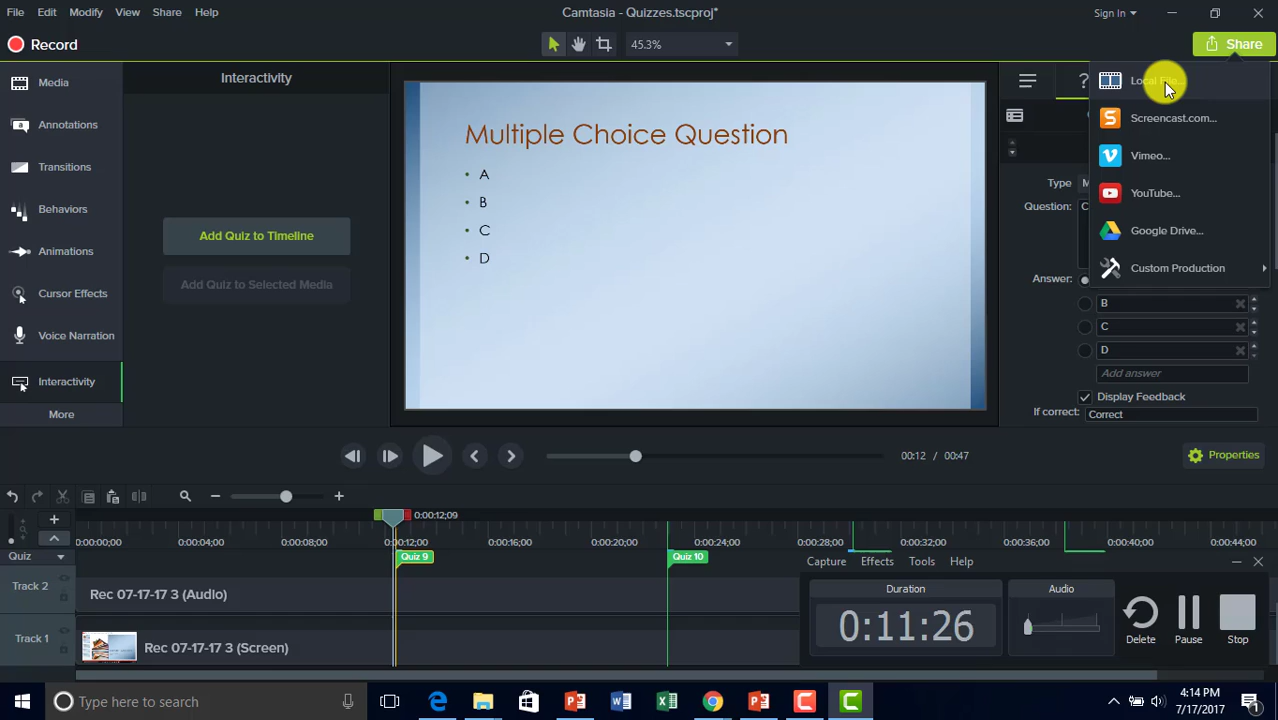 File Edit Modify View Share Help
Camtasia - Quizzes.tscproj*
Sign In
Record
45.3%
Share
Media
Annotations
Transitions
Behaviors
Animations
Cursor Effects
Voice Narration
Interactivity
More
Interactivity
Add Quiz to Timeline
Add Quiz to Selected Media
Multiple Choice Question
• A
• B
• C
• D
Local File...
Screencast.com...
Vimeo...
YouTube...
Google Drive...
Custom Production
Type M
Question: C
Answer:
B
C
D
Add answer
Display Feedback
If correct: Correct
00:12 / 00:47
Properties
0:00:12;09
0:00:00;00 0:00:04;00 0:00:08;00 0:00:12;00 0:00:16;00 0:00:20;00 0:00:24;00 0:00:28;00 0:00:32;00 0:00:36;00 0:00:40;00 0:00:44;00
Quiz
Quiz 9
Quiz 10
Track 2
Rec 07-17-17 3 (Audio)
Track 1
Rec 07-17-17 3 (Screen)
Capture Effects Tools Help
Duration
0:11:26
Audio
Delete
Pause
Stop
Type here to search
4:14 PM
7/17/2017